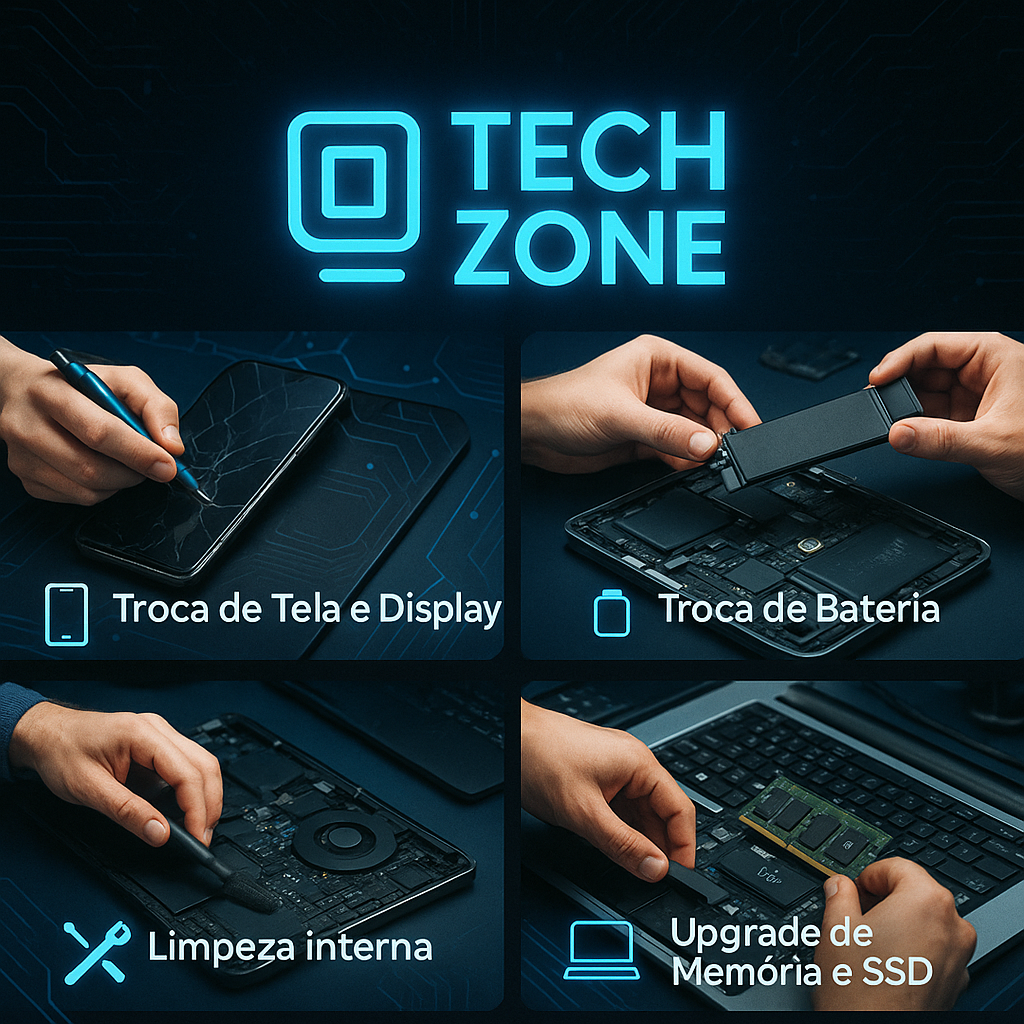 TECH
ZONE
Troca de Tela e Display
Troca de Bateria
Limpeza interna
Upgrade de
Memória e SSD